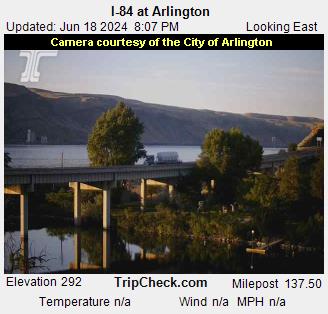 I-84 at Arlington
Updated: Jun 18 2024 8:07 PM Looking East
Camera courtesy of the City of Arlington
Elevation 292 TripCheck.com Milepost 137.50
Temperature n/a Wind n/a MPH n/a